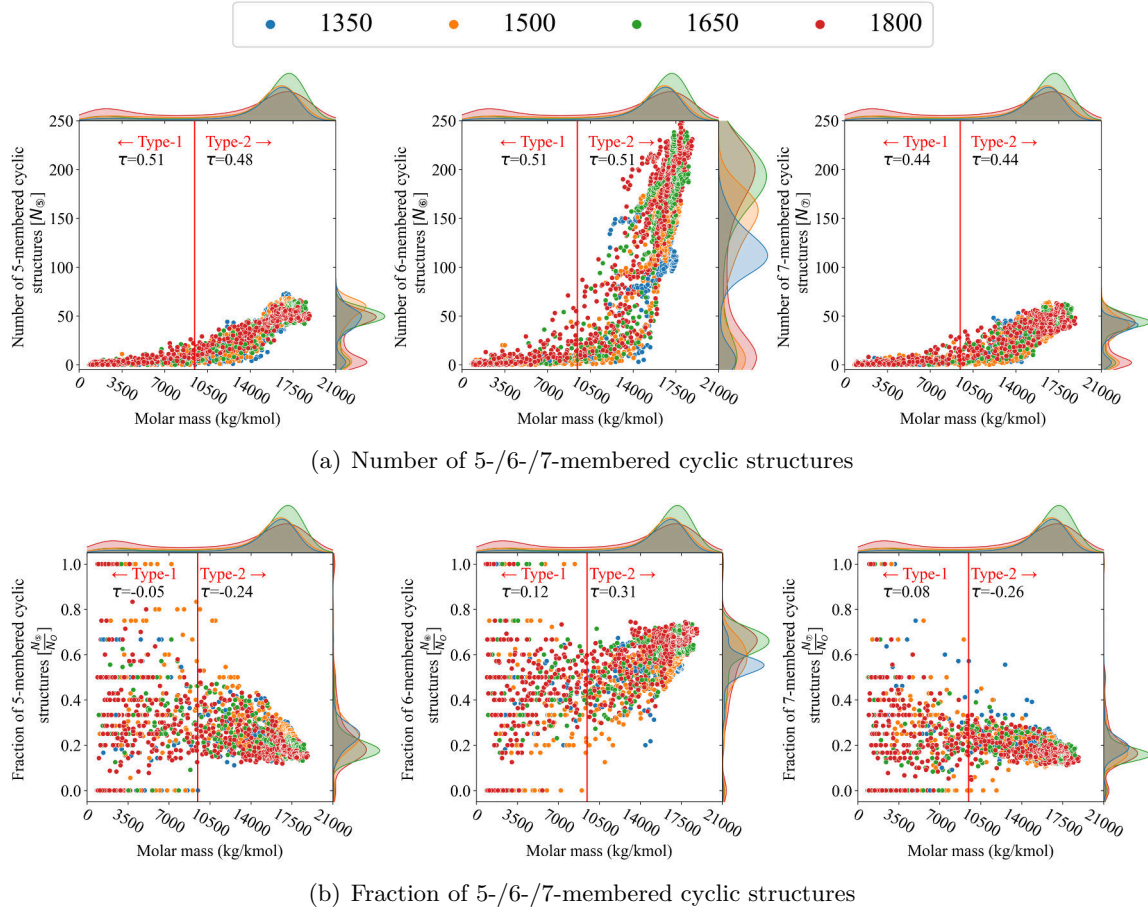 1350 1500 1650 1800
Number of 5-membered cyclic
structures [N⑤]
250
200
150
100
50
0
← Type-1 Type-2 →
τ=0.51 τ=0.48
0 3500 7000 10500 14000 17500 21000
Molar mass (kg/kmol)
Number of 6-membered cyclic
structures [N⑥]
250
200
150
100
50
0
← Type-1 Type-2 →
τ=0.51 τ=0.51
0 3500 7000 10500 14000 17500 21000
Molar mass (kg/kmol)
Number of 7-membered cyclic
structures [N⑦]
250
200
150
100
50
0
← Type-1 Type-2 →
τ=0.44 τ=0.44
0 3500 7000 10500 14000 17500 21000
Molar mass (kg/kmol)
(a) Number of 5-/6-/7-membered cyclic structures
Fraction of 5-membered cyclic
structures [N⑤/N○]
1.0
0.8
0.6
0.4
0.2
0.0
← Type-1 Type-2 →
τ=-0.05 τ=-0.24
0 3500 7000 10500 14000 17500 21000
Molar mass (kg/kmol)
Fraction of 6-membered cyclic
structures [N⑥/N○]
1.0
0.8
0.6
0.4
0.2
0.0
← Type-1 Type-2 →
τ=0.12 τ=0.31
0 3500 7000 10500 14000 17500 21000
Molar mass (kg/kmol)
Fraction of 7-membered cyclic
structures [N⑦/N○]
1.0
0.8
0.6
0.4
0.2
0.0
← Type-1 Type-2 →
τ=0.08 τ=-0.26
0 3500 7000 10500 14000 17500 21000
Molar mass (kg/kmol)
(b) Fraction of 5-/6-/7-membered cyclic structures